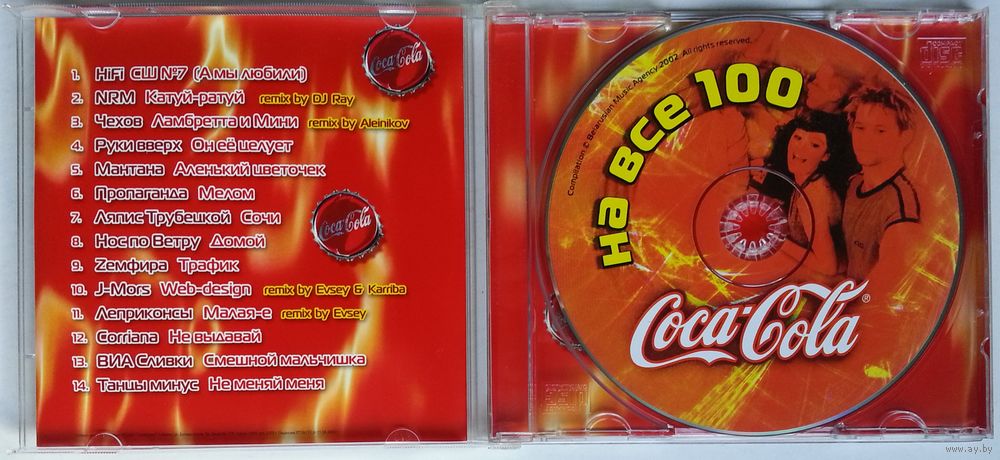 1. HiFi СШ №7 (А мы любили)
2. NRM Катуй-ратуй remix by DJ Ray
3. Чехов Ламбретта и Мини remix by Aleinikov
4. Руки вверх Он её целует
5. Мантана Аленький цветочек
6. Пропаганда Мелом
7. Ляпис Трубецкой Сочи
8. Нос по Ветру Домой
9. Zемфира Трафик
10. J-Морс Web-design remix by Evsey & Karriba
11. Леприконсы Малая-е remix by Evsey
12. Corriana Не выдавай
13. ВИА Сливки Смешной мальчишка
14. Танцы минус Не меняй меня
Coca-Cola
Coca-Cola
Compilation © Belarusian Music Agency 2002. All rights reserved.
на все 100
Coca-Cola®
COMPACT
disc
www.ay.by